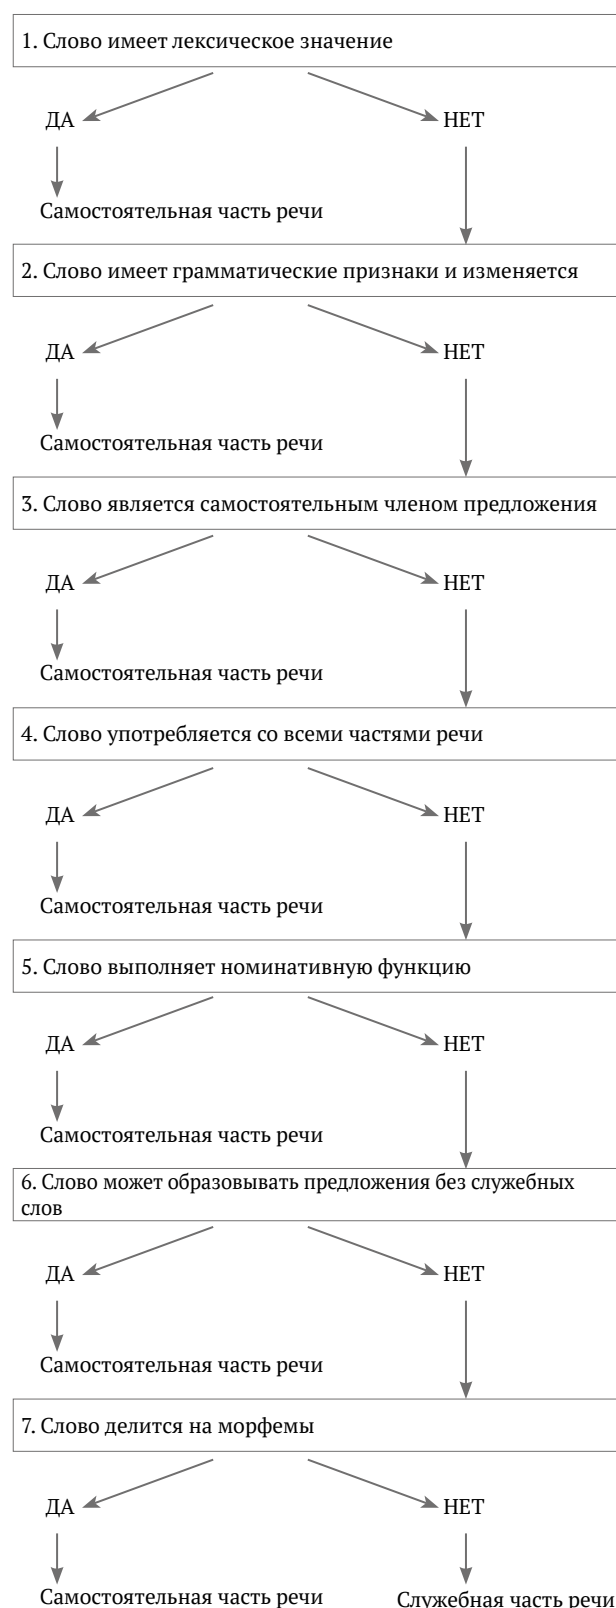 1. Слово имеет лексическое значение
ДА
НЕТ
Самостоятельная часть речи
2. Слово имеет грамматические признаки и изменяется
ДА
НЕТ
Самостоятельная часть речи
3. Слово является самостоятельным членом предложения
ДА
НЕТ
Самостоятельная часть речи
4. Слово употребляется со всеми частями речи
ДА
НЕТ
Самостоятельная часть речи
5. Слово выполняет номинативную функцию
ДА
НЕТ
Самостоятельная часть речи
6. Слово может образовывать предложения без служебных
слов
ДА
НЕТ
Самостоятельная часть речи
7. Слово делится на морфемы
ДА
НЕТ
Самостоятельная часть речи
Служебная часть речи